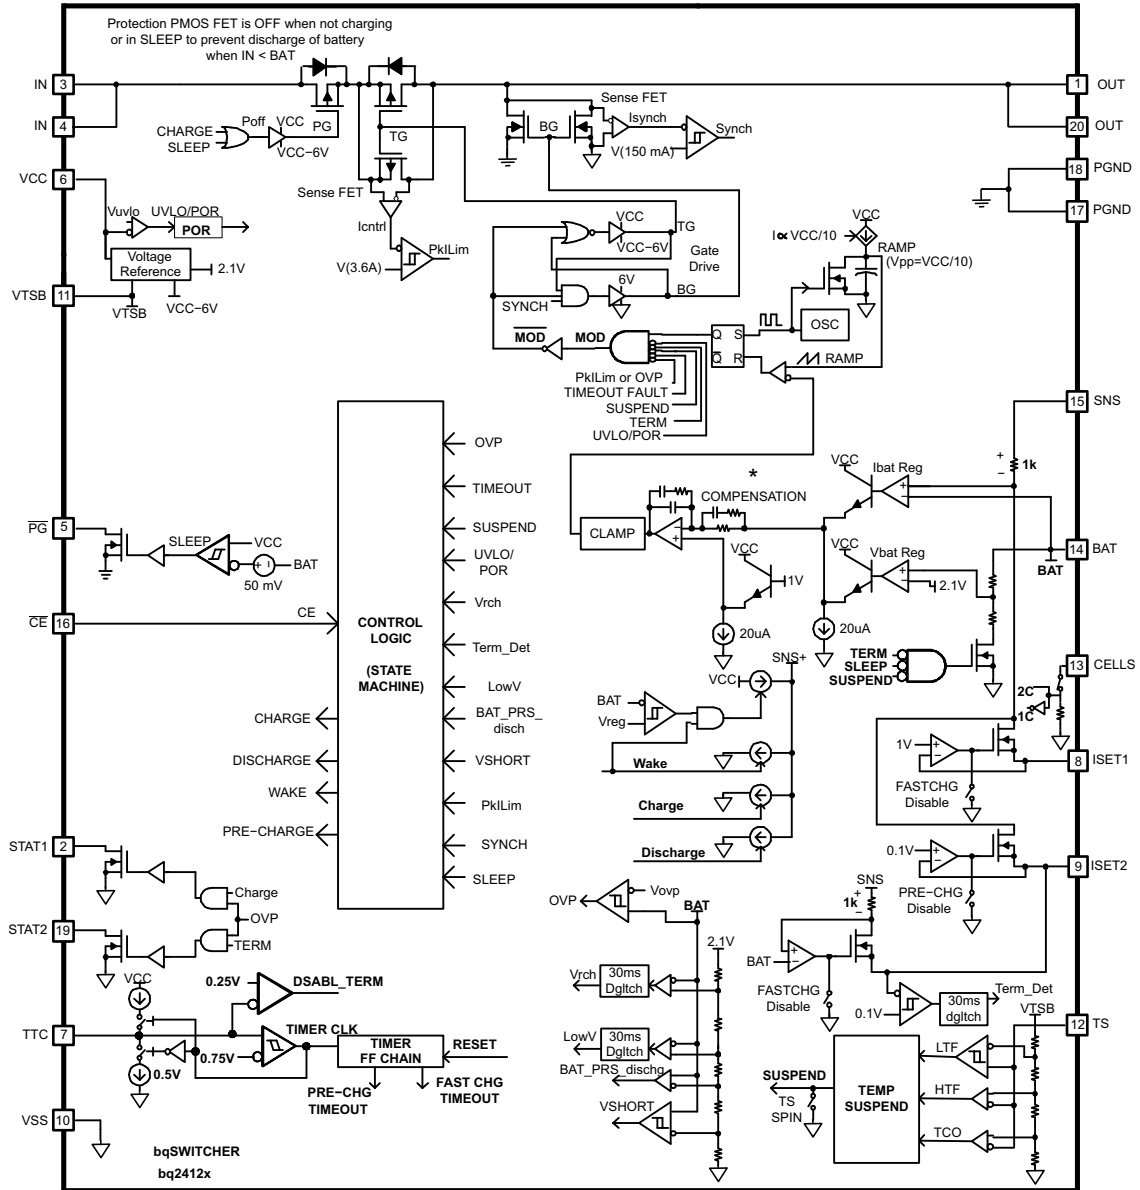 Protection PMOS FET is OFF when not charging
or in SLEEP to prevent discharge of battery
when IN < BAT
IN 3
IN 4
VCC 6
VTSB 11
PG 5
CE 16
STAT1 2
STAT2 19
TTC 7
VSS 10
1 OUT
20 OUT
18 PGND
17 PGND
15 SNS
14 BAT
13 CELLS
8 ISET1
9 ISET2
12 TS
CHARGE
SLEEP
Poff
VCC
VCC−6V
PG
TG
Sense FET
Icntrl
V(3.6A)
PkILim
BG
Sense FET
Isynch
V(150 mA)
Synch
Vuvlo
UVLO/POR
POR
Voltage
Reference
2.1V
VTSB
VCC−6V
VCC
TG
VCC−6V
Gate
Drive
6V
BG
SYNCH
VCC
I∝VCC/10
RAMP
(Vpp=VCC/10)
OSC
MOD
MOD
Q S
Q R
RAMP
PkILim or OVP
TIMEOUT FAULT
SUSPEND
TERM
UVLO/POR
+
−
1k
VCC
Ibat Reg
+
−
*
COMPENSATION
CLAMP
−
+
VCC
1V
VCC
Vbat Reg
+
−
2.1V
BAT
20uA
20uA
TERM
SLEEP
SUSPEND
SLEEP
VCC
+ −
BAT
50 mV
CE
CONTROL
LOGIC
(STATE
MACHINE)
OVP
TIMEOUT
SUSPEND
UVLO/
POR
Vrch
Term_Det
LowV
BAT_PRS_
disch
VSHORT
PkILim
SYNCH
SLEEP
CHARGE
DISCHARGE
WAKE
PRE−CHARGE
SNS+
VCC
BAT
Vreg
Wake
Charge
Discharge
2C
1C
1V
+
−
FASTCHG
Disable
0.1V
+
−
PRE−CHG
Disable
Charge
OVP
TERM
VCC
0.25V
DSABL_TERM
0.75V
TIMER CLK
0.5V
TIMER
FF CHAIN
RESET
PRE−CHG
TIMEOUT
FAST CHG
TIMEOUT
OVP
Vovp
BAT
2.1V
Vrch
30ms
Dgltch
LowV
30ms
Dgltch
BAT_PRS_dischg
VSHORT
SNS
+
−
1k
BAT
+
−
FASTCHG
Disable
0.1V
30ms
dgltch
Term_Det
VTSB
SUSPEND
TS
SPIN
TEMP
SUSPEND
LTF
HTF
TCO
bqSWITCHER
bq2412x